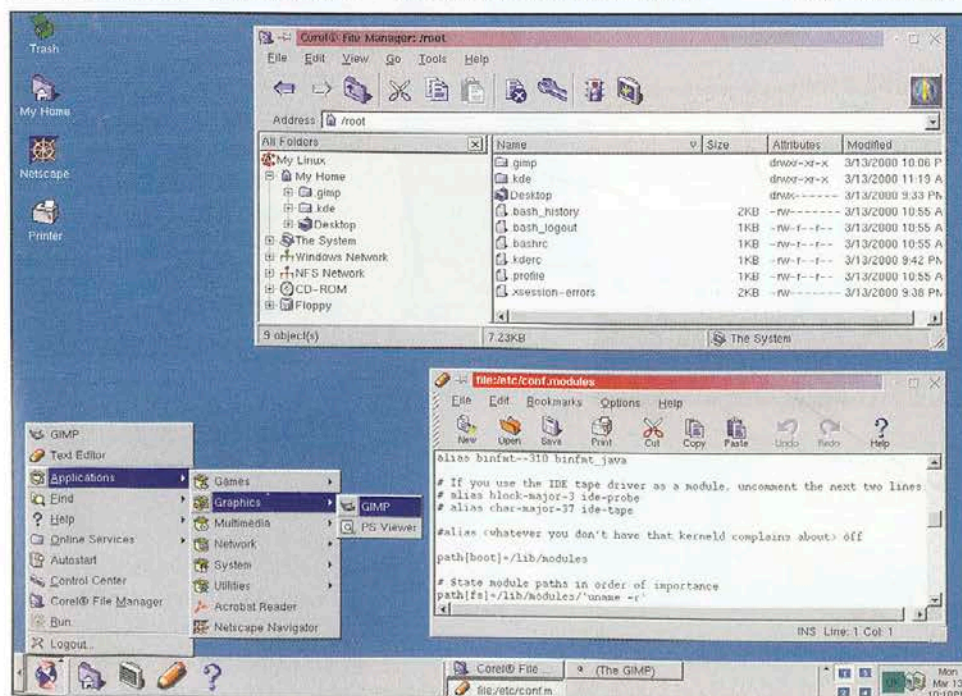 Trash
My Home
Netscape
Printer
Corel® File Manager: /root
File Edit View Go Tools Help
Address /root
All Folders
My Linux
My Home
.gimp
.kde
Desktop
The System
Windows Network
NFS Network
CD-ROM
Floppy
Name Size Attributes Modified
.gimp drwxr-xr-x 3/13/2000 10:06 P
.kde drwxr-xr-x 3/13/2000 11:19 A
Desktop drwx------ 3/13/2000 9:33 PM
.bash_history 2KB -rw------- 3/13/2000 10:55 A
.bash_logout 1KB -rw-r--r-- 3/13/2000 10:55 A
.bashrc 1KB -rw-r--r-- 3/13/2000 10:55 A
.kderc 1KB -rw-r--r-- 3/13/2000 9:42 PM
.profile 1KB -rw-r--r-- 3/13/2000 10:55 A
.xsession-errors 2KB -rw------- 3/13/2000 9:38 PM
9 object(s) 7.23KB The System
file:/etc/conf.modules
File Edit Bookmarks Options Help
New Open Save Print Cut Copy Paste Undo Redo Help
alias binfmt--310 binfmt_java
# If you use the IDE tape driver as a module, uncomment the next two lines
# alias block-major-3 ide-probe
# alias char-major-37 ide-tape
#alias <whatever you don't have that kerneld complains about> off
path[boot]=/lib/modules
# State module paths in order of importance
path[fs]=/lib/modules/'uname -r'
INS Line: 1 Col: 1
GIMP
Text Editor
Applications
Find
Help
Online Services
Autostart
Control Center
Corel® File Manager
Run
Logout...
Games
Graphics
Multimedia
Network
System
Utilities
Acrobat Reader
Netscape Navigator
GIMP
PS Viewer
Corel® File ... (The GIMP)
file:/etc/conf.m
Mon
Mar 13